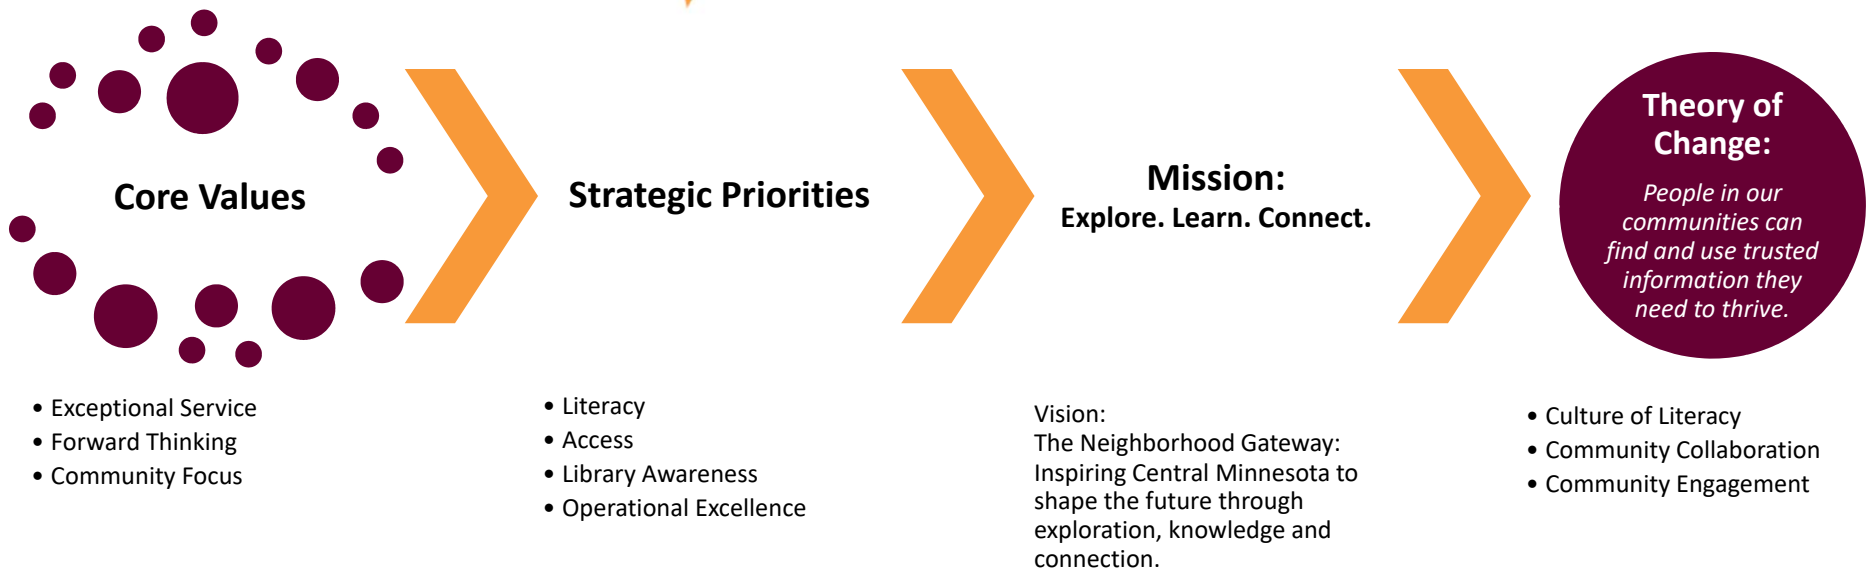 Core Values
• Exceptional Service
• Forward Thinking
• Community Focus
Strategic Priorities
• Literacy
• Access
• Library Awareness
• Operational Excellence
Mission:
Explore. Learn. Connect.
Vision:
The Neighborhood Gateway:
Inspiring Central Minnesota to
shape the future through
exploration, knowledge and
connection.
Theory of
Change:
People in our
communities can
find and use trusted
information they
need to thrive.
• Culture of Literacy
• Community Collaboration
• Community Engagement